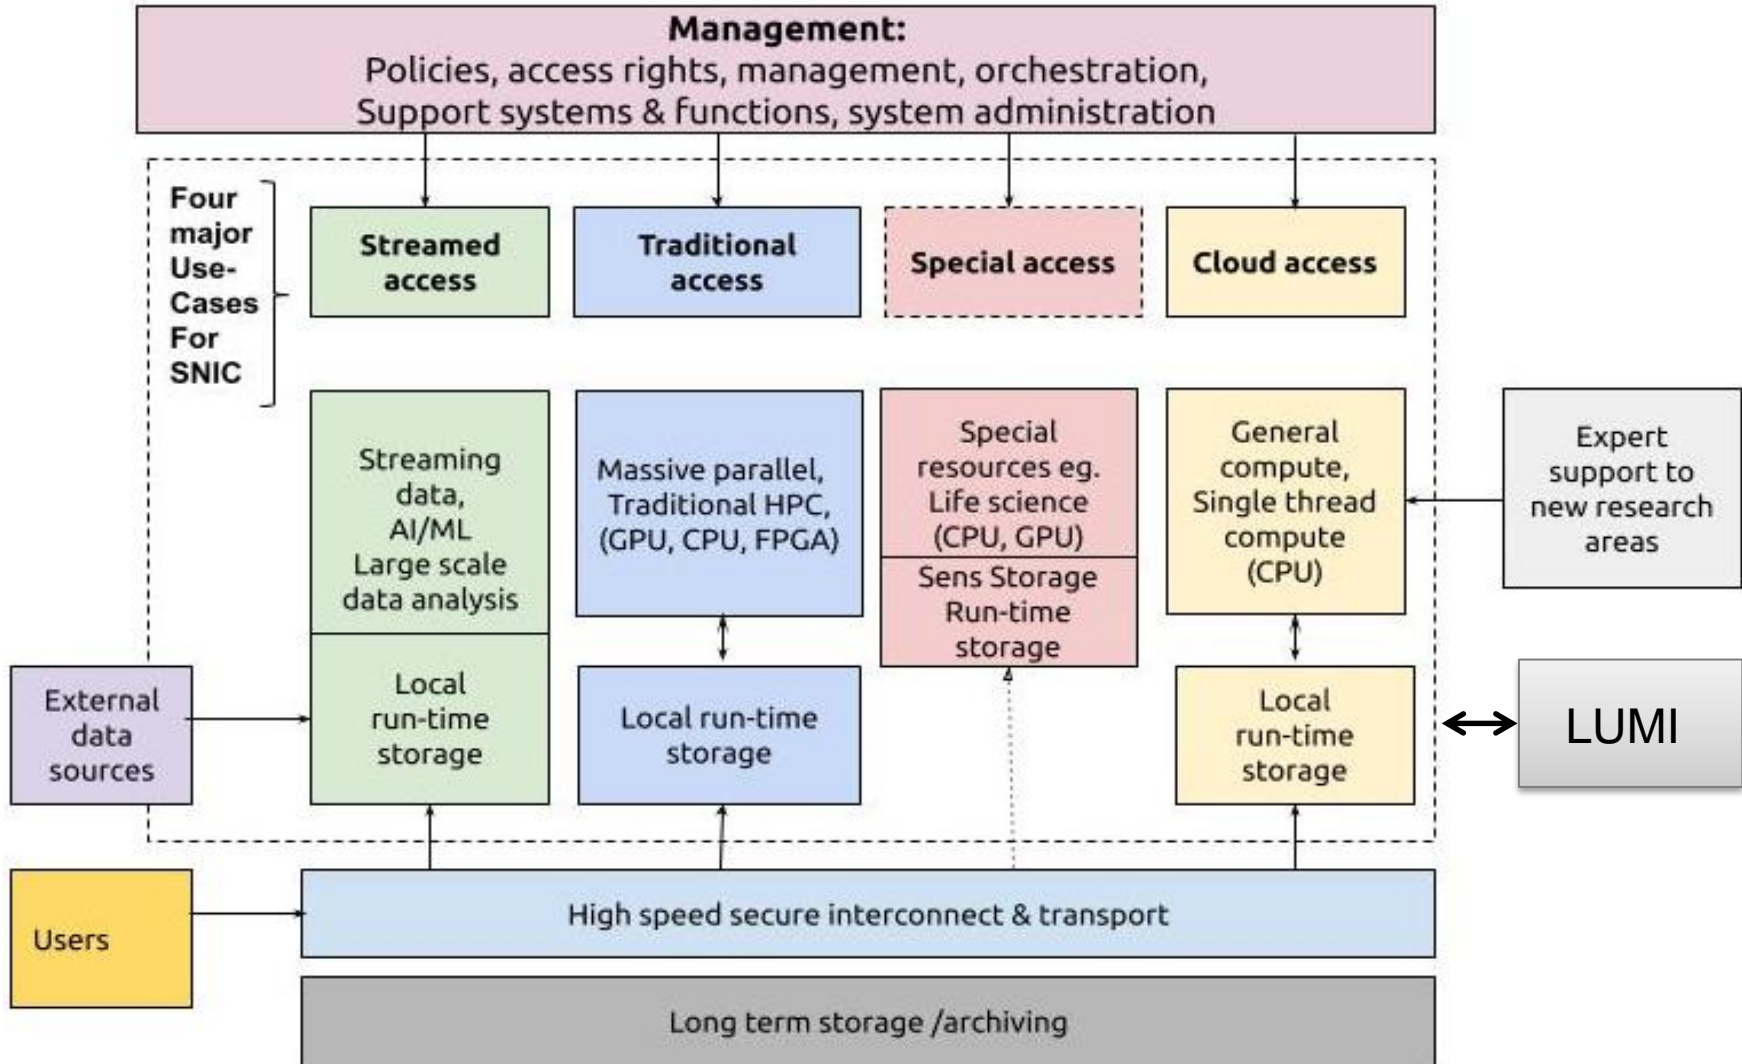 Management:
Policies, access rights, management, orchestration,
Support systems & functions, system administration
Four
major
Use-
Cases
For
SNIC
Streamed
access
Traditional
access
Special access
Cloud access
Streaming
data,
AI/ML
Large scale
data analysis
Massive parallel,
Traditional HPC,
(GPU, CPU, FPGA)
Special
resources eg.
Life science
(CPU, GPU)
Sens Storage
Run-time
storage
General
compute,
Single thread
compute
(CPU)
Expert
support to
new research
areas
External
data
sources
Local
run-time
storage
Local run-time
storage
Local
run-time
storage
LUMI
Users
High speed secure interconnect & transport
Long term storage /archiving